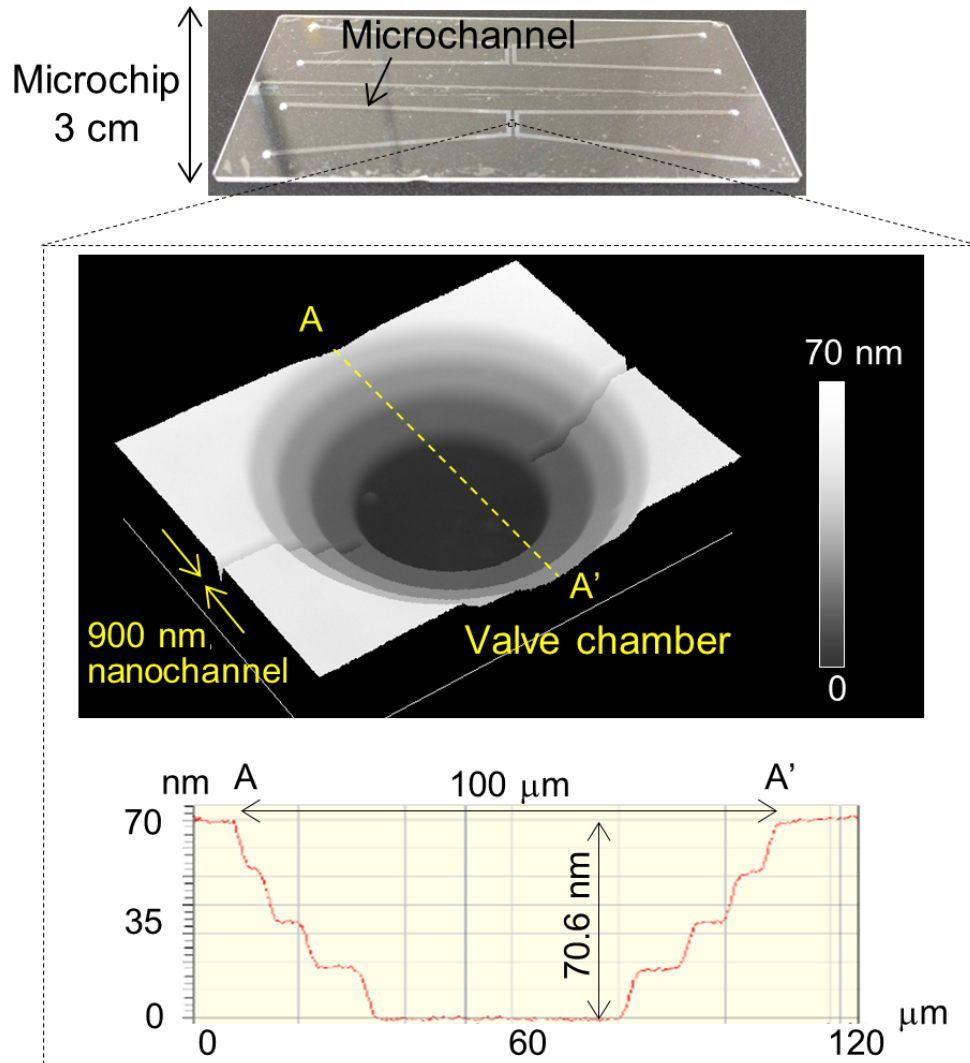 Microchannel
Microchip
3 cm
A
70 nm
A’
900 nm
nanochannel
Valve chamber
0
nm
A
100 μm
A’
70
35
0
70.6 nm
0
60
120
μm